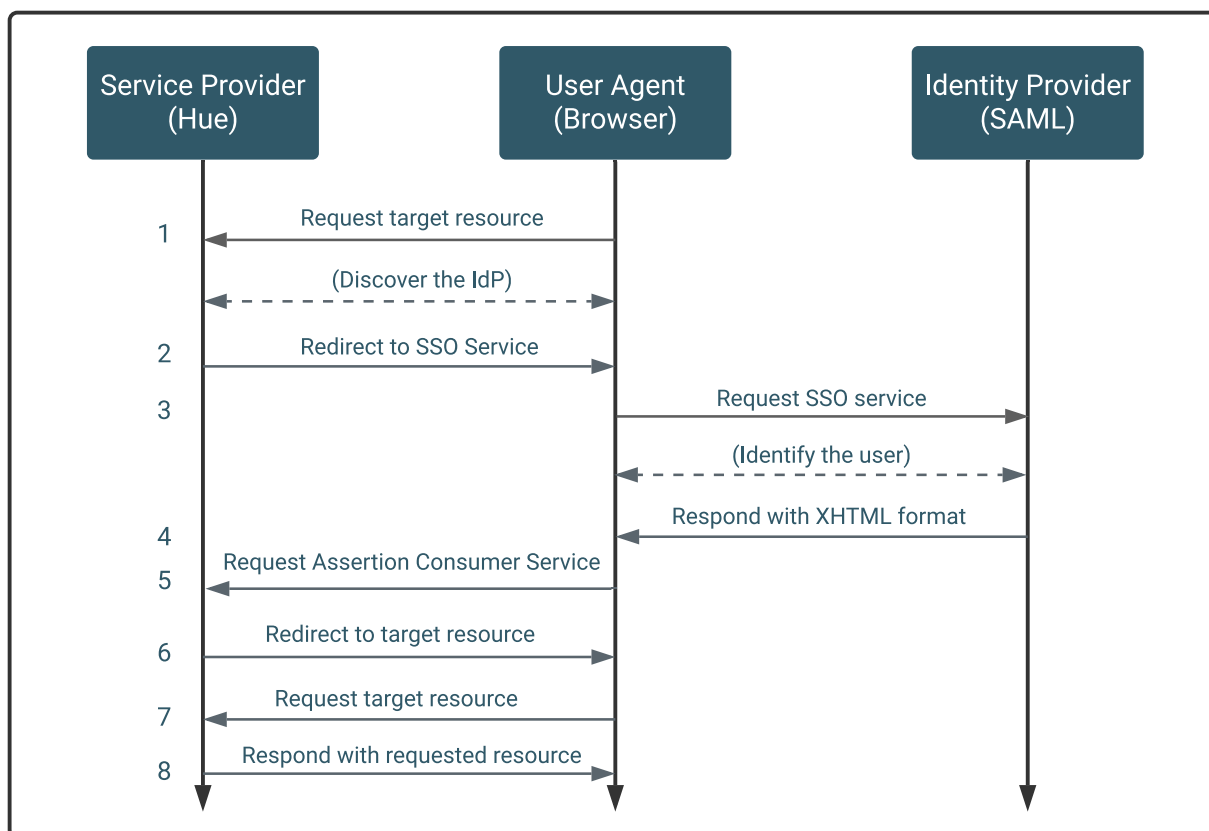 Service Provider
(Hue)
User Agent
(Browser)
Identity Provider
(SAML)
1
Request target resource
(Discover the IdP)
2
Redirect to SSO Service
3
Request SSO service
(Identify the user)
4
Respond with XHTML format
5
Request Assertion Consumer Service
6
Redirect to target resource
7
Request target resource
8
Respond with requested resource